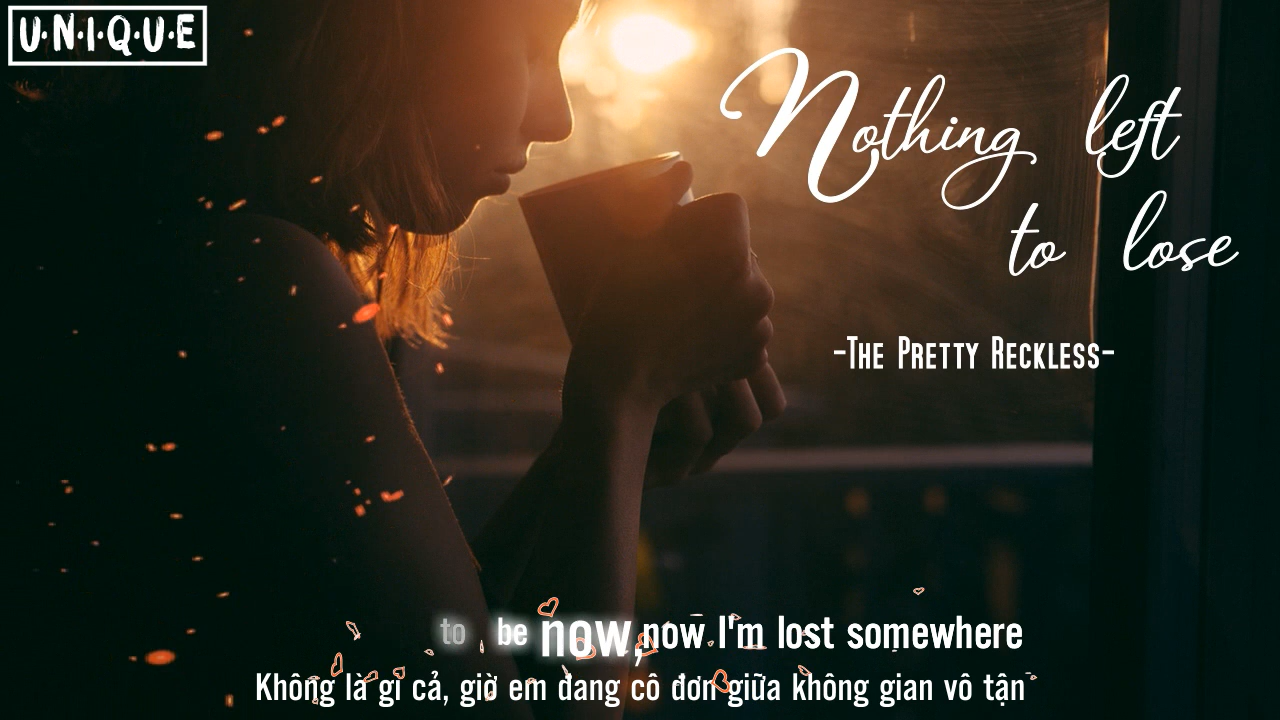 U·N·I·Q·U·E
Nothing left
to lose
-The Pretty Reckless-
to be now, now I'm lost somewhere
Không là gì cả, giờ em đang cô đơn giữa không gian vô tận